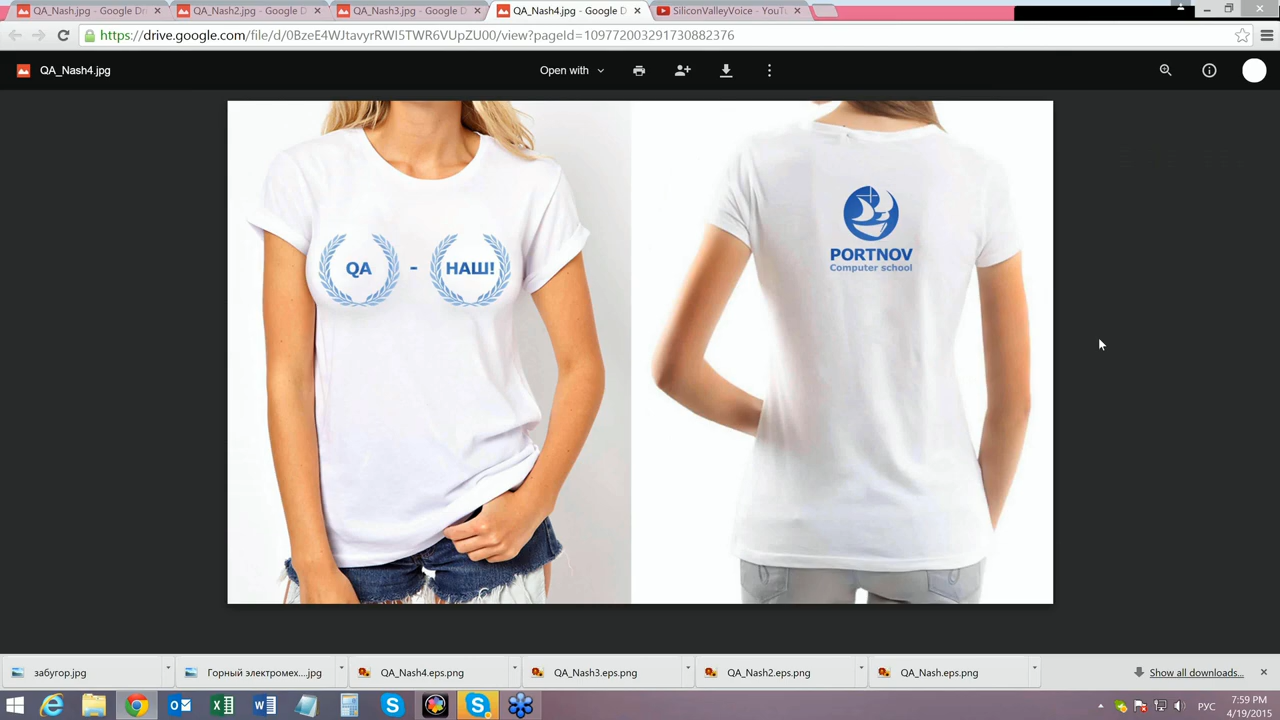 QA_Nash.jpg - Google Dri
QA_Nash2.jpg - Google D
QA_Nash3.jpg - Google D
QA_Nash4.jpg - Google D
SiliconValleyVoice - YouTu
https://drive.google.com/file/d/0BzeE4WJtavyrRWI5TWR6VUpZU00/view?pageId=109772003291730882376
QA_Nash4.jpg
Open with
QA - НАШ!
PORTNOV
Computer school
забугор.jpg
Горный электромех....jpg
QA_Nash4.eps.png
QA_Nash3.eps.png
QA_Nash2.eps.png
QA_Nash.eps.png
Show all downloads...
РУС
7:59 PM
4/19/2015